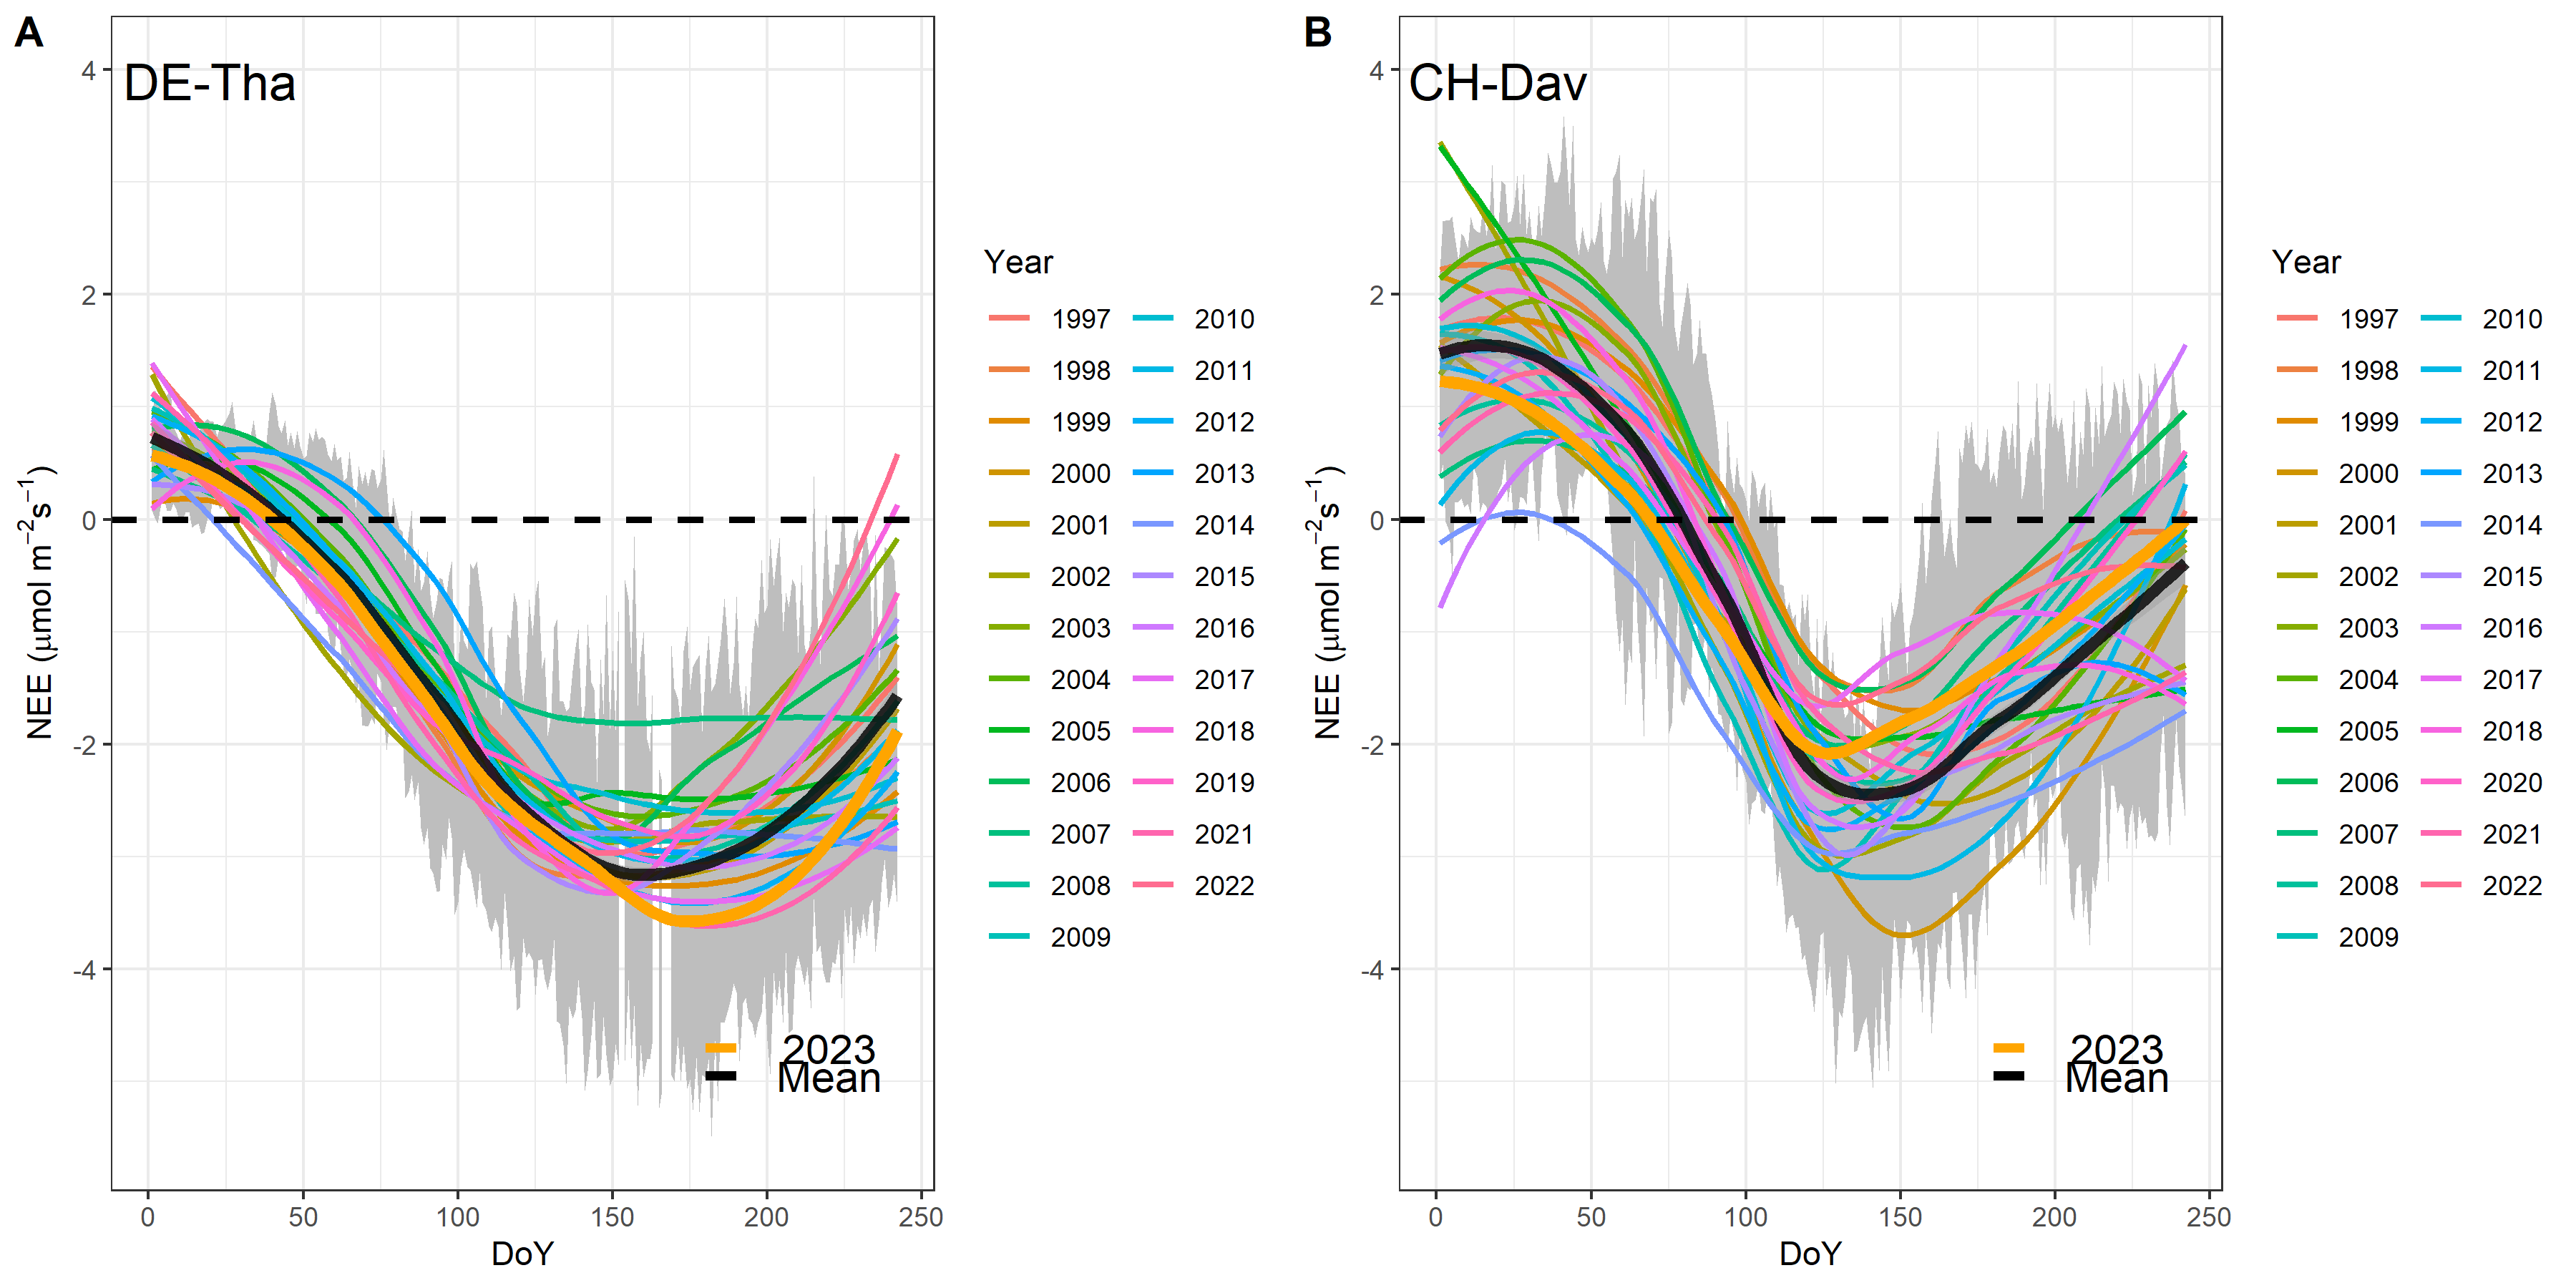 A
DE-Tha
4
2
0
-2
-4
NEE (μmol m⁻²s⁻¹)
0 50 100 150 200 250
DoY
2023
Mean
Year
1997 2010
1998 2011
1999 2012
2000 2013
2001 2014
2002 2015
2003 2016
2004 2017
2005 2018
2006 2019
2007 2021
2008 2022
2009
B
CH-Dav
4
2
0
-2
-4
NEE (μmol m⁻²s⁻¹)
0 50 100 150 200 250
DoY
2023
Mean
Year
1997 2010
1998 2011
1999 2012
2000 2013
2001 2014
2002 2015
2003 2016
2004 2017
2005 2018
2006 2020
2007 2021
2008 2022
2009